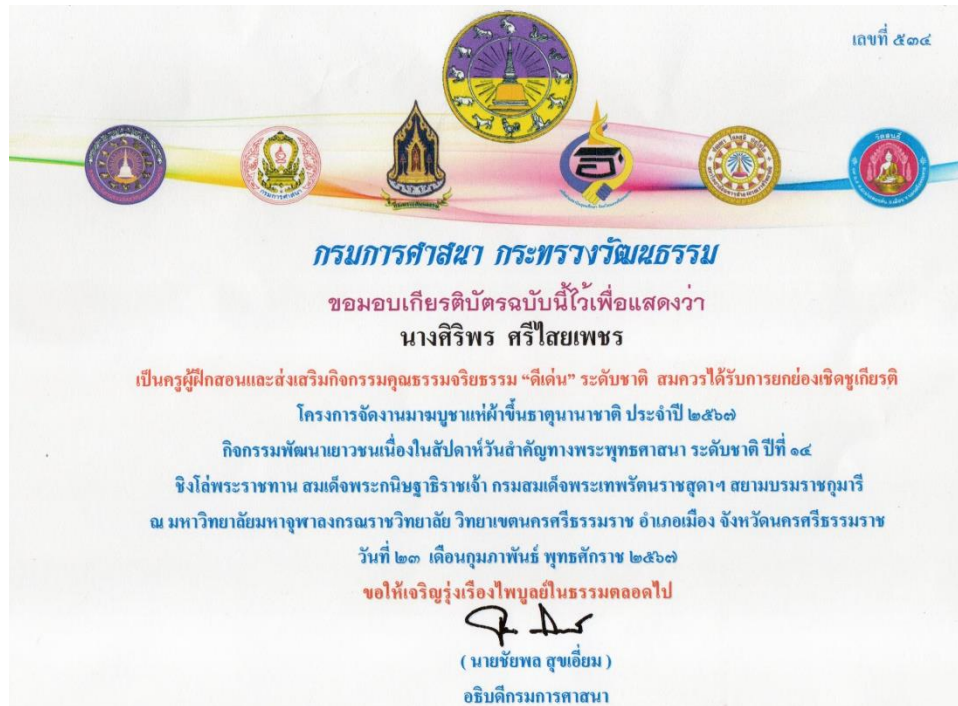 เลขที่ ๕๓๔
กรมการศาสนา
วัดสนธิ์
กรมการศาสนา กระทรวงวัฒนธรรม
ขอมอบเกียรติบัตรฉบับนี้ไว้เพื่อแสดงว่า
นางศิริพร ศรีไสยเพชร
เป็นครูผู้ฝึกสอนและส่งเสริมกิจกรรมคุณธรรมจริยธรรม “ดีเด่น” ระดับชาติ สมควรได้รับการยกย่องเชิดชูเกียรติ
โครงการจัดงานมาฆบูชาแห่ผ้าขึ้นธาตุนานาชาติ ประจำปี ๒๕๖๗
กิจกรรมพัฒนาเยาวชนเนื่องในสัปดาห์วันสำคัญทางพระพุทธศาสนา ระดับชาติ ปีที่ ๑๔
ชิงโล่พระราชทาน สมเด็จพระกนิษฐาธิราชเจ้า กรมสมเด็จพระเทพรัตนราชสุดาฯ สยามบรมราชกุมารี
ณ มหาวิทยาลัยมหาจุฬาลงกรณราชวิทยาลัย วิทยาเขตนครศรีธรรมราช อำเภอเมือง จังหวัดนครศรีธรรมราช
วันที่ ๒๓ เดือนกุมภาพันธ์ พุทธศักราช ๒๕๖๗
ขอให้เจริญรุ่งเรืองไพบูลย์ในธรรมตลอดไป
( นายชัยพล สุขเอี่ยม )
อธิบดีกรมการศาสนา